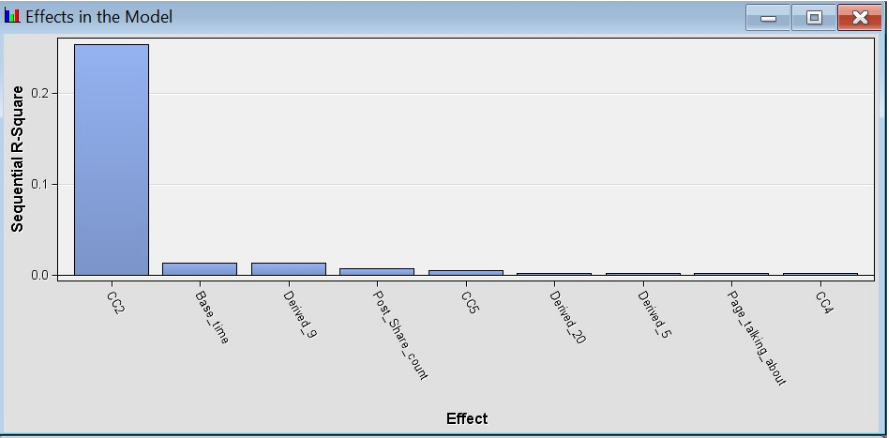 Effects in the Model
Sequential R-Square
0.2
0.1
0.0
CC2
Base_time
Derived_9
Post_Share_count
CC5
Derived_20
Derived_5
Page_talking_about
CC4
Effect